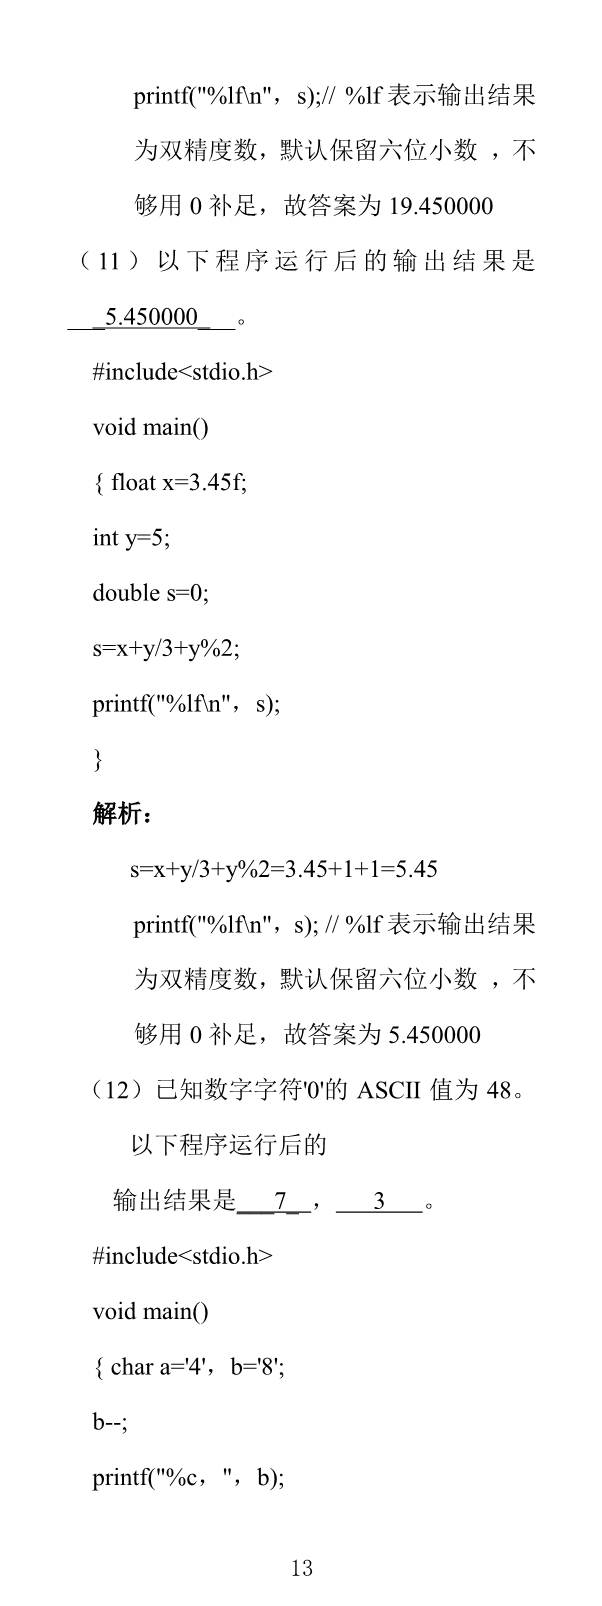 printf("%lf\n"，s);// %lf 表示输出结果
为双精度数，默认保留六位小数 ，不
够用 0 补足，故答案为 19.450000
（11）以下程序运行后的输出结果是
_5.450000_ 。
#include<stdio.h>
void main()
{ float x=3.45f;
int y=5;
double s=0;
s=x+y/3+y%2;
printf("%lf\n"，s);
}
解析：
s=x+y/3+y%2=3.45+1+1=5.45
printf("%lf\n"，s); // %lf 表示输出结果
为双精度数，默认保留六位小数 ，不
够用 0 补足，故答案为 5.450000
（12）已知数字字符'0'的 ASCII 值为 48。
以下程序运行后的
输出结果是___7_ ， 3 。
#include<stdio.h>
void main()
{ char a='4'，b='8';
b--;
printf("%c，"，b);
13